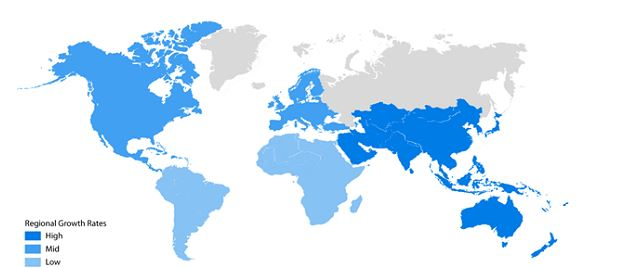 Regional Growth Rates
High
Mid
Low